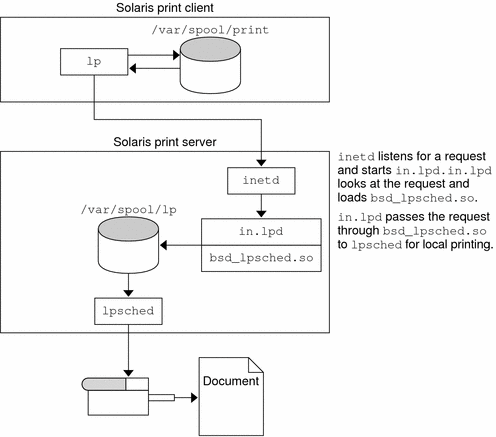 Solaris print client
/var/spool/print
lp
Solaris print server
inetd listens for a request
and starts in.lpd.in.lpd
looks at the request and
loads bsd_lpsched.so.
in.lpd passes the request
through bsd_lpsched.so
to lpsched for local printing.
inetd
/var/spool/lp
in.lpd
bsd_lpsched.so
lpsched
Document